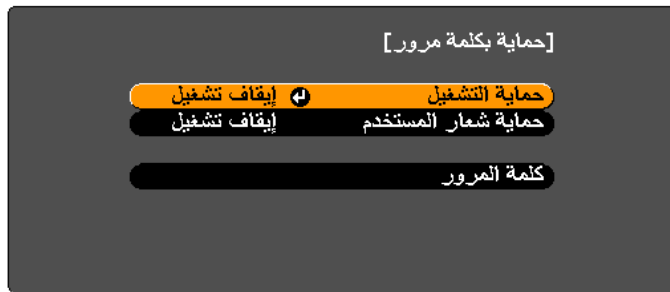 [حماية بكلمة مرور]
حماية التشغيل إيقاف تشغيل
حماية شعار المستخدم إيقاف تشغيل
كلمة المرور